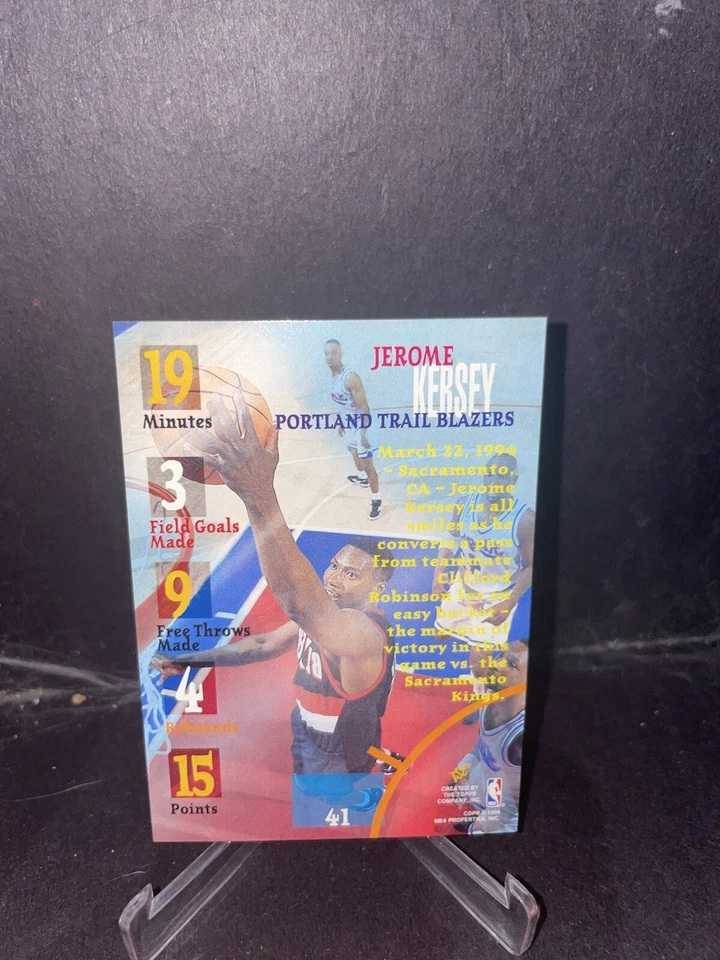 19
Minutes
3
Field Goals
Made
9
Free Throws
Made
4
Rebounds
15
Points
JEROME
KERSEY
PORTLAND TRAIL BLAZERS
March 22, 1994
– Sacramento,
CA – Jerome
Kersey is all
smiles as he
converts a pass
from teammate
Clifford
Robinson for an
easy bucket –
the margin of
victory in this
game vs. the
Sacramento
Kings.
41
CREATED BY
THE TOPPS
COMPANY, INC.
COPR © 1994
NBA PROPERTIES, INC.